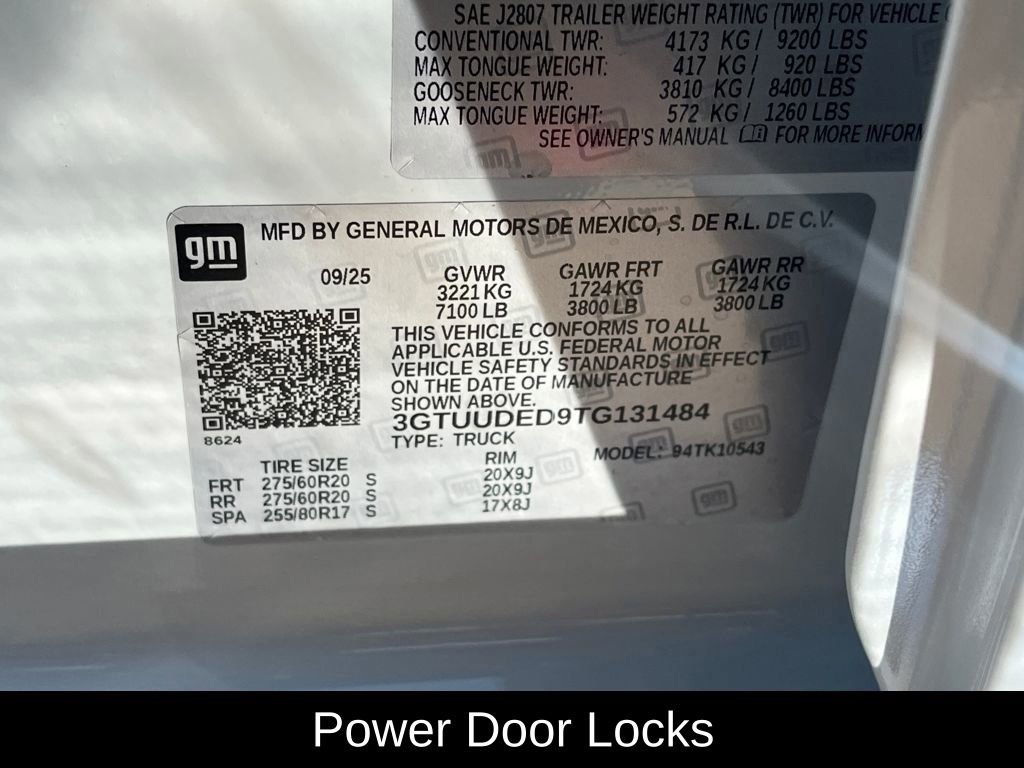 SAE J2807 TRAILER WEIGHT RATING (TWR) FOR VEHICLE
CONVENTIONAL TWR: 4173 KG / 9200 LBS
MAX TONGUE WEIGHT: 417 KG / 920 LBS
GOOSENECK TWR: 3810 KG / 8400 LBS
MAX TONGUE WEIGHT: 572 KG / 1260 LBS
SEE OWNER'S MANUAL FOR MORE INFORM
gm MFD BY GENERAL MOTORS DE MEXICO, S. DE R.L. DE C.V.
09/25 GVWR GAWR FRT GAWR RR
3221 KG 1724 KG 1724 KG
7100 LB 3800 LB 3800 LB
THIS VEHICLE CONFORMS TO ALL
APPLICABLE U.S. FEDERAL MOTOR
VEHICLE SAFETY STANDARDS IN EFFECT
ON THE DATE OF MANUFACTURE
SHOWN ABOVE.
3GTUUDED9TG131484
8624
TYPE: TRUCK MODEL: 94TK10543
TIRE SIZE RIM
FRT 275/60R20 S 20X9J
RR 275/60R20 S 20X9J
SPA 255/80R17 S 17X8J
Power Door Locks